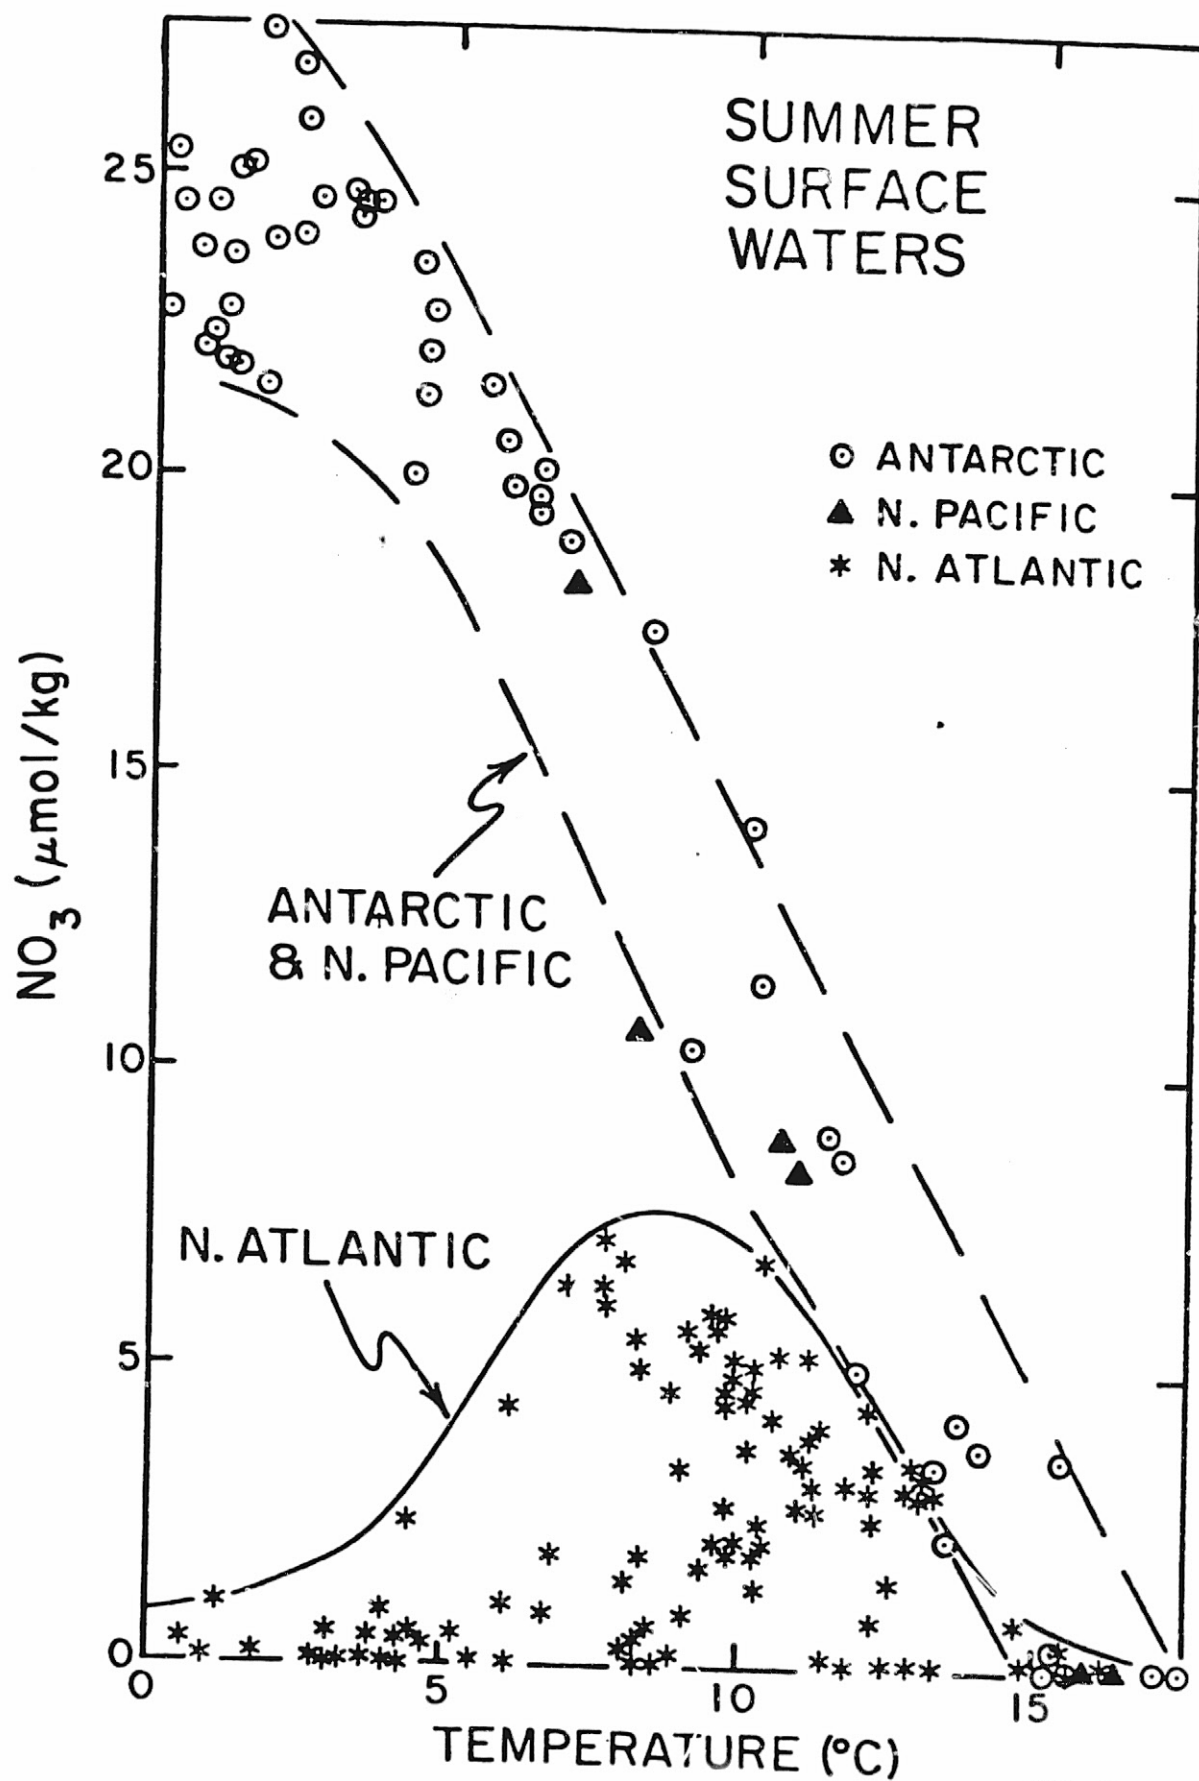 SUMMER
SURFACE
WATERS
25
20
15
10
5
0
NO₃ (μmol/kg)
⊙ ANTARCTIC
▲ N. PACIFIC
* N. ATLANTIC
ANTARCTIC
& N. PACIFIC
N. ATLANTIC
0 5 10 15
TEMPERATURE (°C)